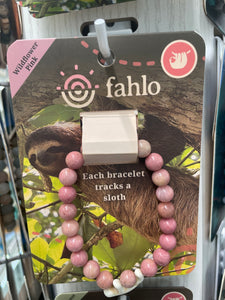 Wildflower
Pink
fahlo
Each bracelet
tracks a
sloth